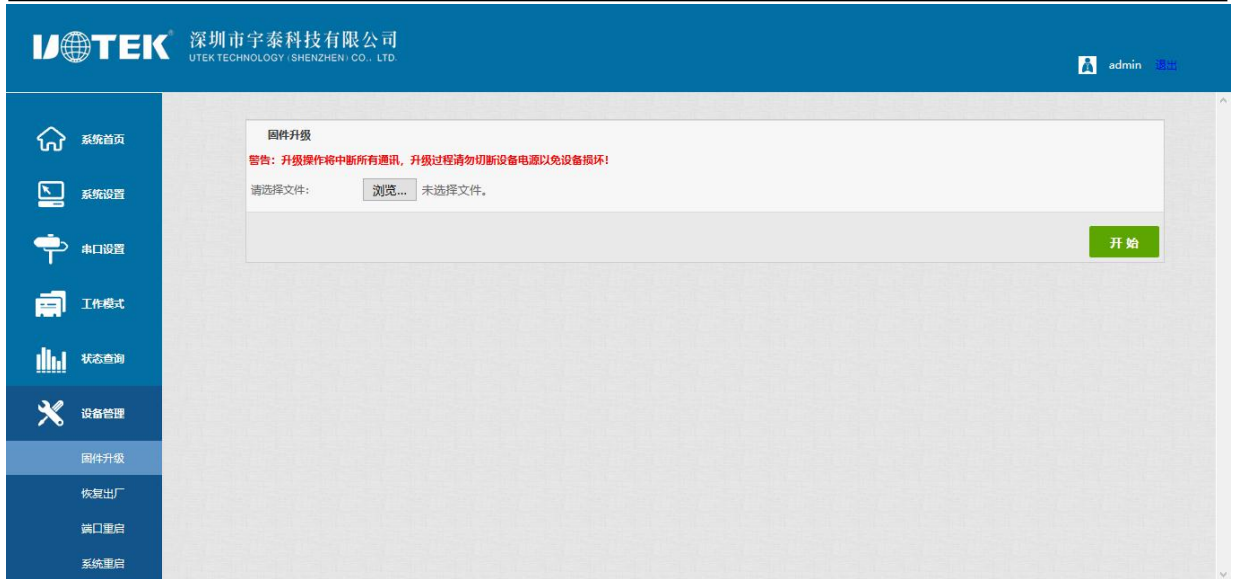 UTEK® 深圳市宇泰科技有限公司
UTEK TECHNOLOGY (SHENZHEN) CO., LTD.
admin 退出
系统首页
系统设置
串口设置
工作模式
状态查询
设备管理
固件升级
恢复出厂
端口重启
系统重启
固件升级
警告：升级操作将中断所有通讯，升级过程请勿切断设备电源以免设备损坏！
请选择文件： 浏览... 未选择文件。
开 始